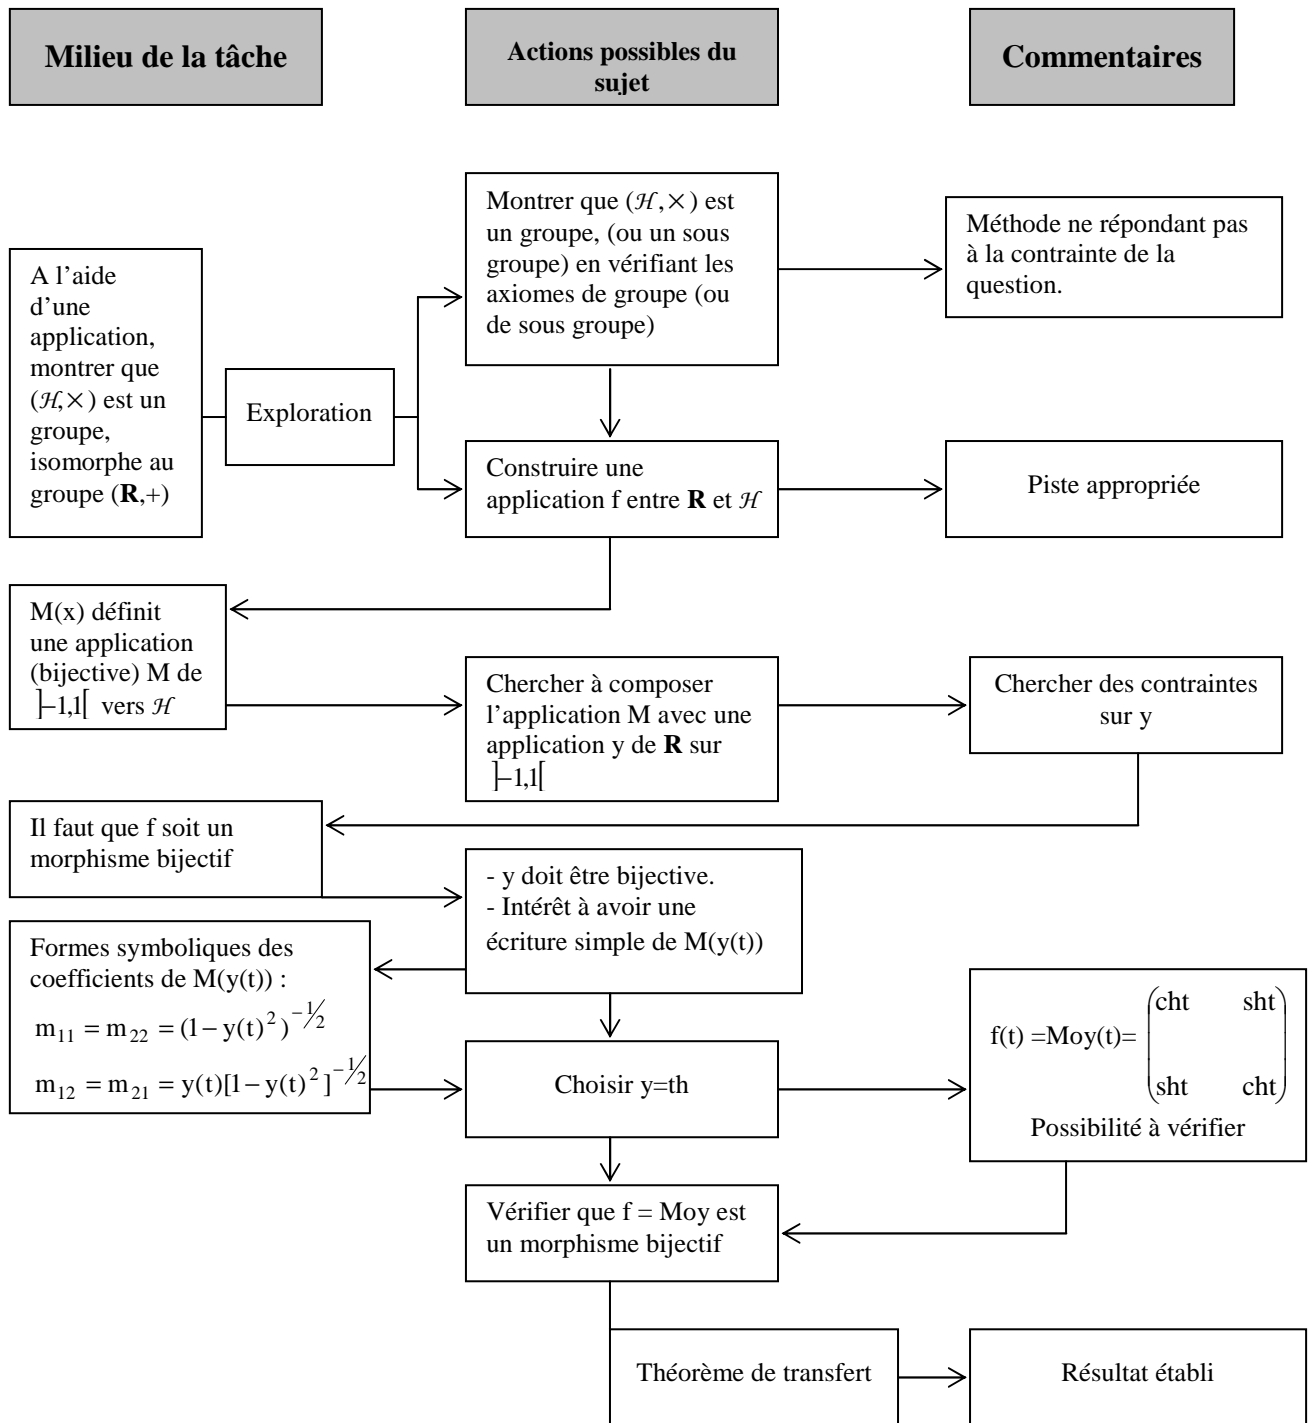 Milieu de la tâche
Actions possibles du
sujet
Commentaires
Montrer que (ℋ,×) est
un groupe, (ou un sous
groupe) en vérifiant les
axiomes de groupe (ou
de sous groupe)
Méthode ne répondant pas
à la contrainte de la
question.
A l’aide
d’une
application,
montrer que
(ℋ,×) est un
groupe,
isomorphe au
groupe (R,+)
Exploration
Construire une
application f entre R et ℋ
Piste appropriée
M(x) définit
une application
(bijective) M de
]–1,1[ vers ℋ
Chercher à composer
l’application M avec une
application y de R sur
]–1,1[
Chercher des contraintes
sur y
Il faut que f soit un
morphisme bijectif
- y doit être bijective.
- Intérêt à avoir une
écriture simple de M(y(t))
Formes symboliques des
coefficients de M(y(t)) :
m₁₁ = m₂₂ = (1 − y(t)²)^(−1/2)
m₁₂ = m₂₁ = y(t)[1 − y(t)²]^(−1/2)
Choisir y=th
cht sht
f(t) =Moy(t)=
sht cht
Possibilité à vérifier
Vérifier que f = Moy est
un morphisme bijectif
Théorème de transfert
Résultat établi